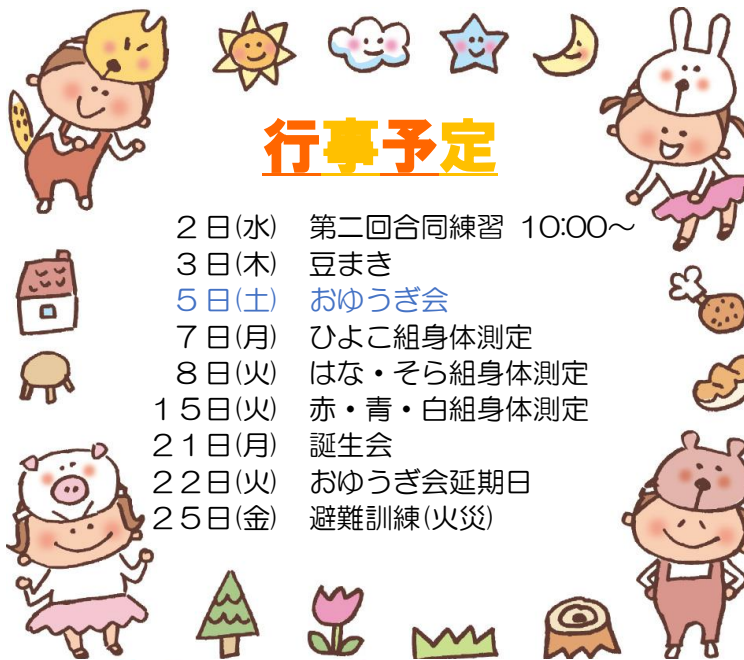 行事予定
２日(水) 第二回合同練習 10:00～
３日(木) 豆まき
５日(土) おゆうぎ会
７日(月) ひよこ組身体測定
８日(火) はな・そら組身体測定
１５日(火) 赤・青・白組身体測定
２１日(月) 誕生会
２２日(火) おゆうぎ会延期日
２５日(金) 避難訓練(火災)